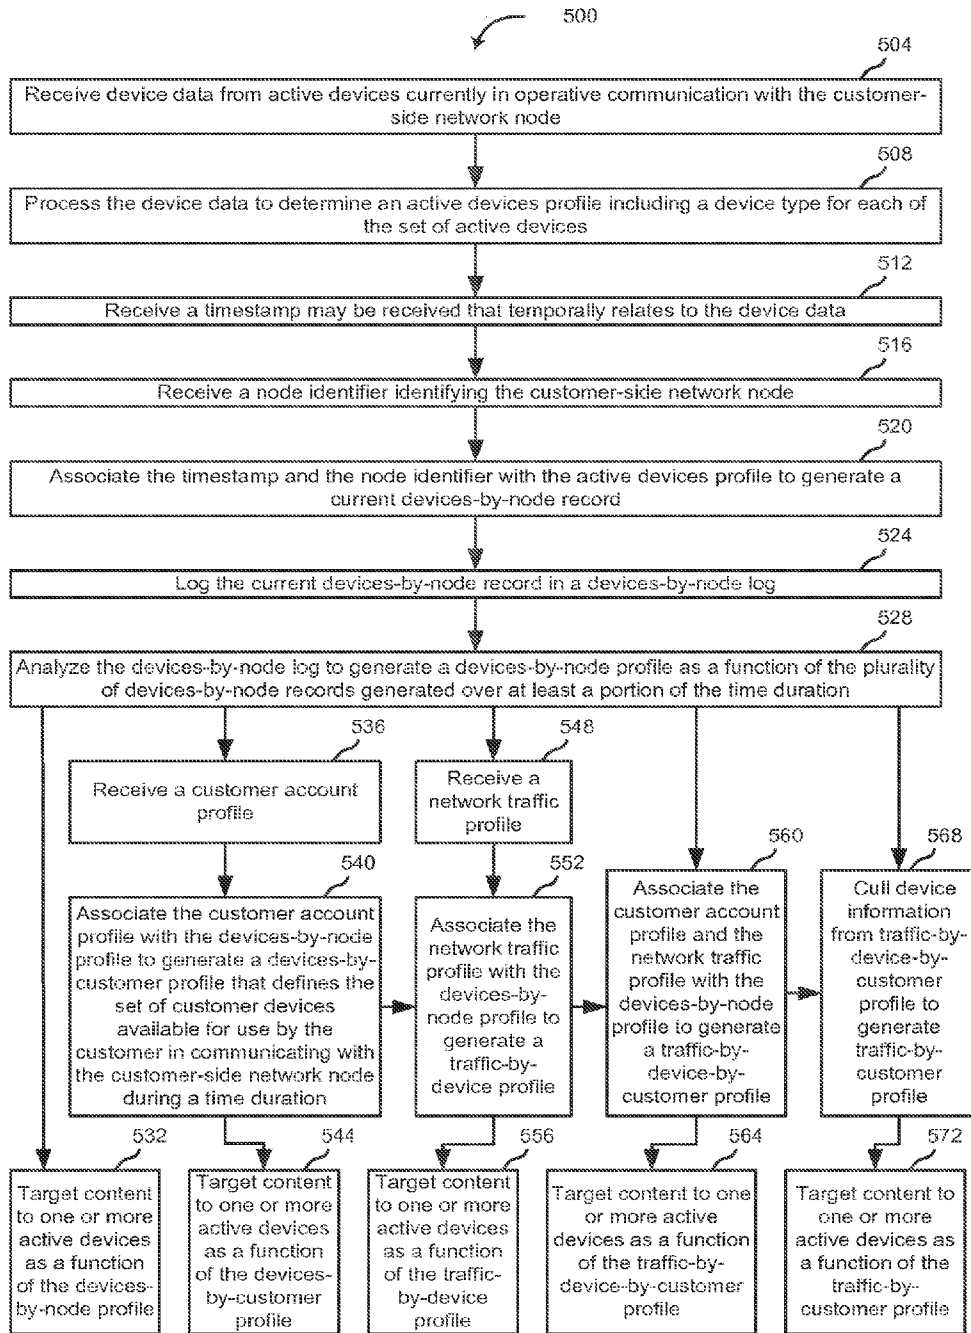 500
504
Receive device data from active devices currently in operative communication with the customer-
side network node
508
Process the device data to determine an active devices profile including a device type for each of
the set of active devices
512
Receive a timestamp may be received that temporally relates to the device data
516
Receive a node identifier identifying the customer-side network node
520
Associate the timestamp and the node identifier with the active devices profile to generate a
current devices-by-node record
524
Log the current devices-by-node record in a devices-by-node log
528
Analyze the devices-by-node log to generate a devices-by-node profile as a function of the plurality
of devices-by-node records generated over at least a portion of the time duration
536
Receive a customer account
profile
548
Receive a
network traffic
profile
540
Associate the customer account
profile with the devices-by-node
profile to generate a devices-by-
customer profile that defines the
set of customer devices
available for use by the
customer in communicating with
the customer-side network node
during a time duration
552
Associate the
network traffic
profile with the
devices-by-
node profile to
generate a
traffic-by-
device profile
560
Associate the
customer account
profile and the
network traffic
profile with the
devices-by-node
profile to generate
a traffic-by-
device-by-
customer profile
568
Cull device
information
from traffic-by-
device-by-
customer
profile to
generate
traffic-by-
customer
profile
532
Target content
to one or more
active devices
as a function
of the devices-
by-node profile
544
Target content
to one or more
active devices
as a function
of the devices-
by-customer
profile
556
Target content
to one or more
active devices
as a function
of the traffic-
by-device
profile
564
Target content to one
or more active
devices as a function
of the traffic-by-
device-by-customer
profile
572
Target content to
one or more
active devices as
a function of the
traffic-by-
customer profile